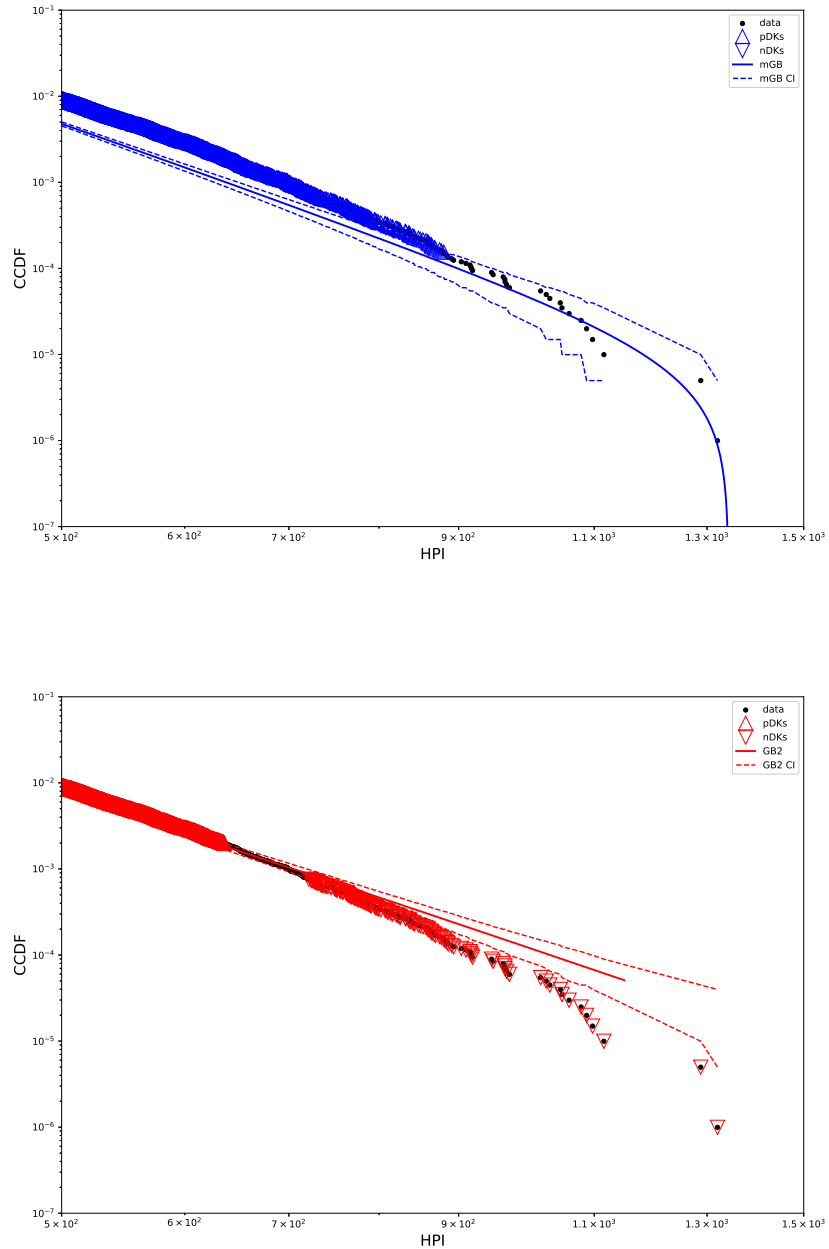 10⁻¹
data
pDKs
nDKs
mGB
mGB CI
10⁻²
10⁻³
CCDF
10⁻⁴
10⁻⁵
10⁻⁶
10⁻⁷
5 × 10² 6 × 10² 7 × 10² 9 × 10² 1.1 × 10³ 1.3 × 10³ 1.5 × 10³
HPI
10⁻¹
data
pDKs
nDKs
GB2
GB2 CI
10⁻²
10⁻³
CCDF
10⁻⁴
10⁻⁵
10⁻⁶
10⁻⁷
5 × 10² 6 × 10² 7 × 10² 9 × 10² 1.1 × 10³ 1.3 × 10³ 1.5 × 10³
HPI